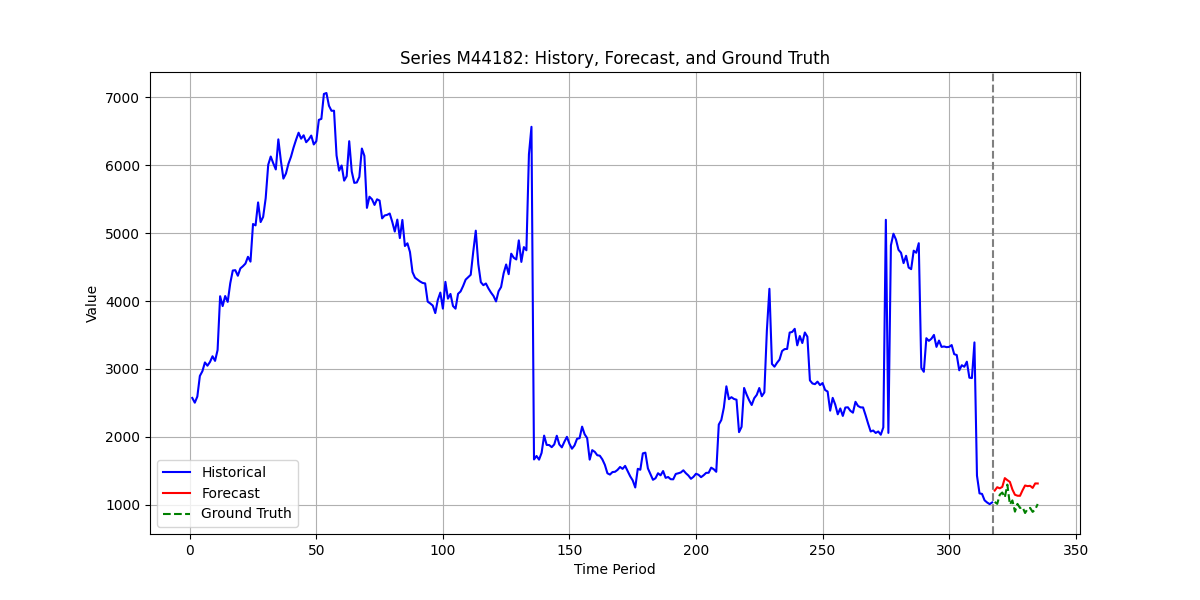 Series M44182: History, Forecast, and Ground Truth
7000
6000
5000
4000
3000
2000
1000
Value
Historical
Forecast
Ground Truth
0
50
100
150
200
250
300
350
Time Period